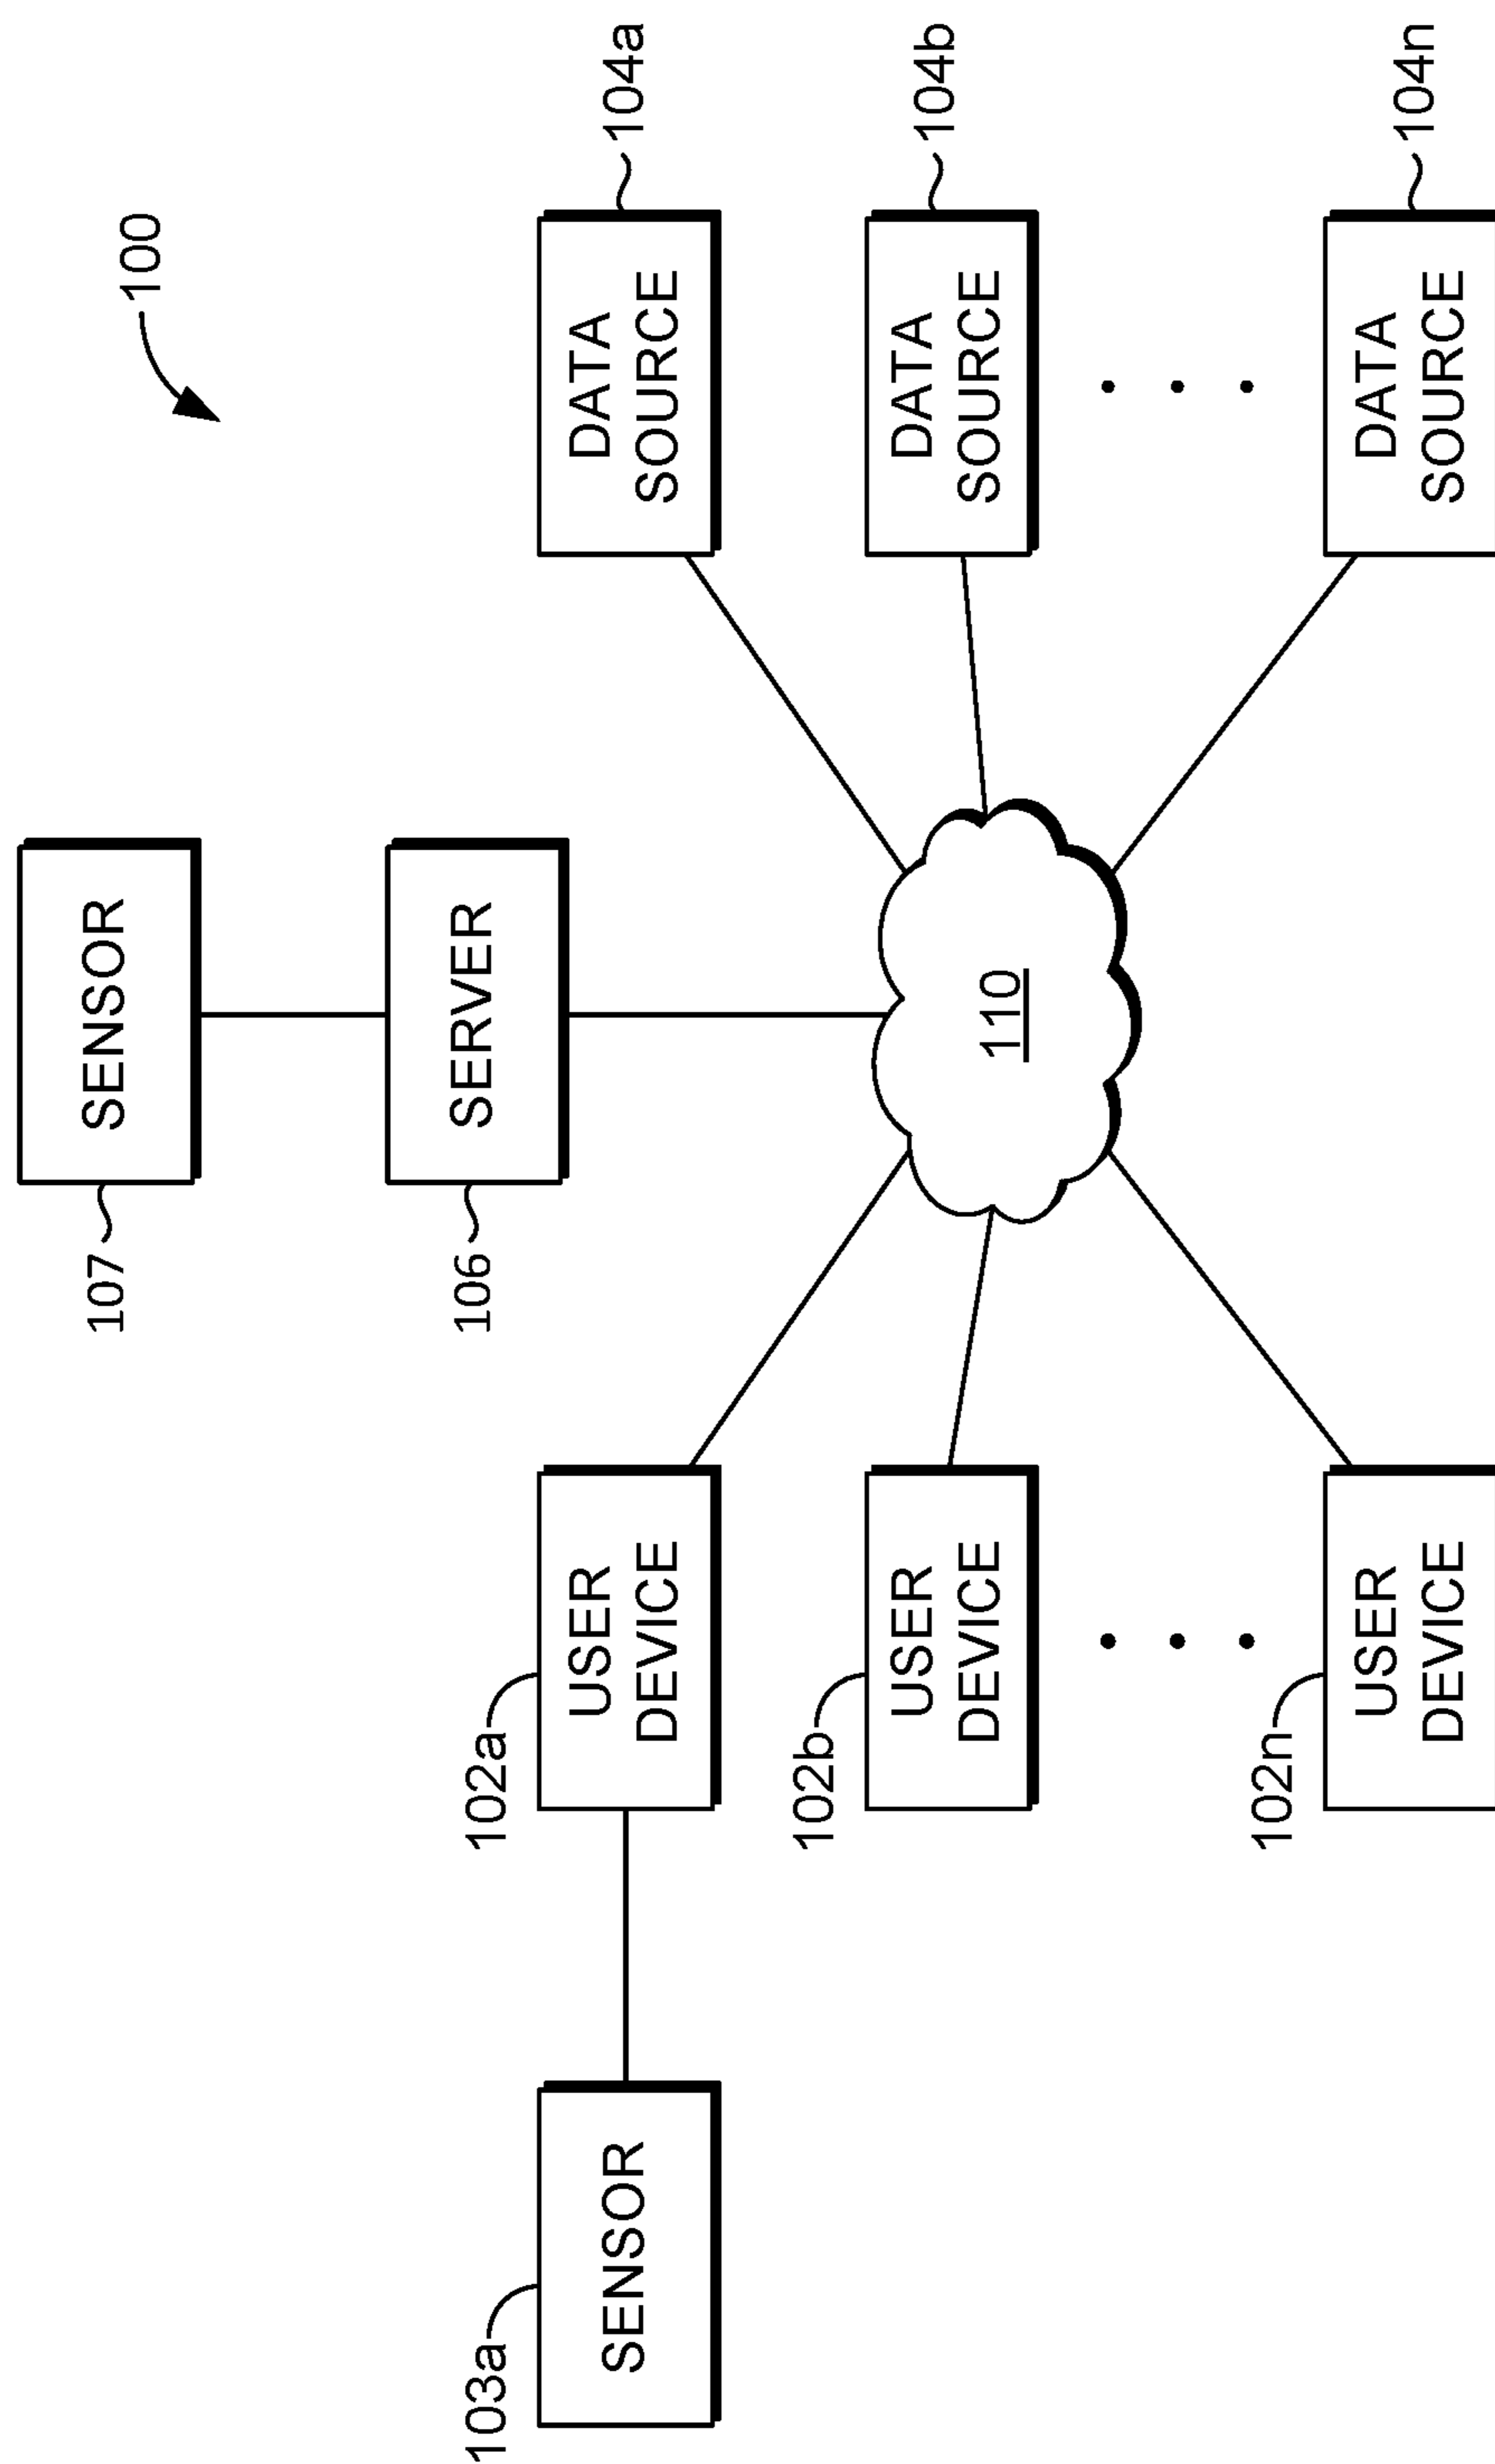 100
SENSOR
107
SERVER
106
110
103a
SENSOR
102a
USER
DEVICE
102b
USER
DEVICE
102n
USER
DEVICE
104a
DATA
SOURCE
104b
DATA
SOURCE
104n
DATA
SOURCE